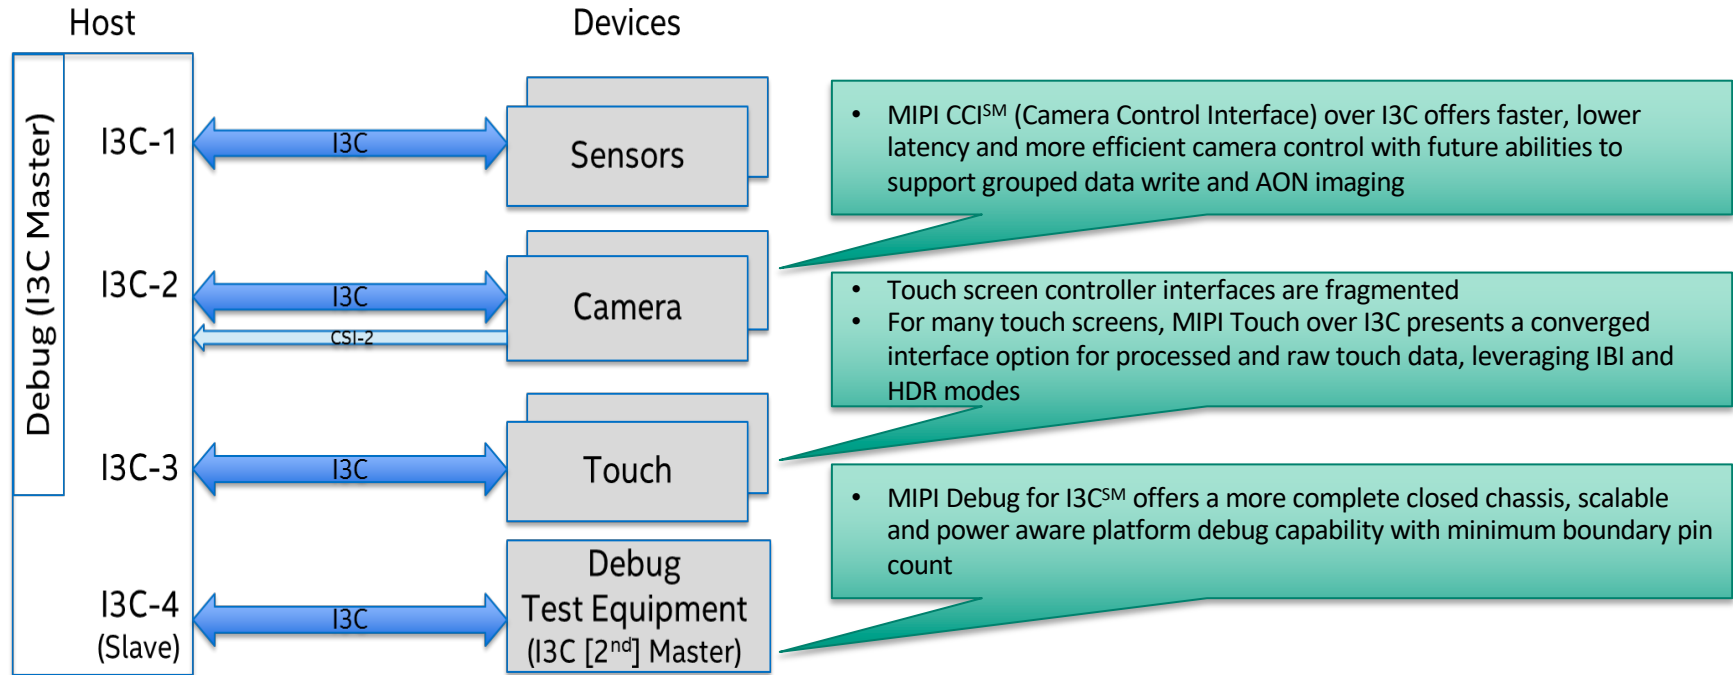 Host
Devices
Debug (I3C Master)
I3C-1
I3C
Sensors
• MIPI CCI℠ (Camera Control Interface) over I3C offers faster, lower
latency and more efficient camera control with future abilities to
support grouped data write and AON imaging
I3C-2
I3C
CSI-2
Camera
• Touch screen controller interfaces are fragmented
• For many touch screens, MIPI Touch over I3C presents a converged
interface option for processed and raw touch data, leveraging IBI and
HDR modes
I3C-3
I3C
Touch
• MIPI Debug for I3C℠ offers a more complete closed chassis, scalable
and power aware platform debug capability with minimum boundary pin
count
I3C-4
(Slave)
I3C
Debug
Test Equipment
(I3C [2nd] Master)